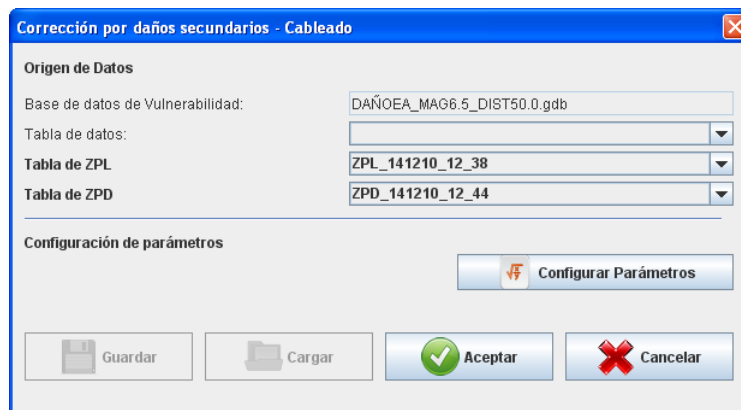 Corrección por daños secundarios - Cableado
Origen de Datos
Base de datos de Vulnerabilidad: DAÑOEA_MAG6.5_DIST50.0.gdb
Tabla de datos:
Tabla de ZPL ZPL_141210_12_38
Tabla de ZPD ZPD_141210_12_44
Configuración de parámetros
Configurar Parámetros
Guardar Cargar Aceptar Cancelar